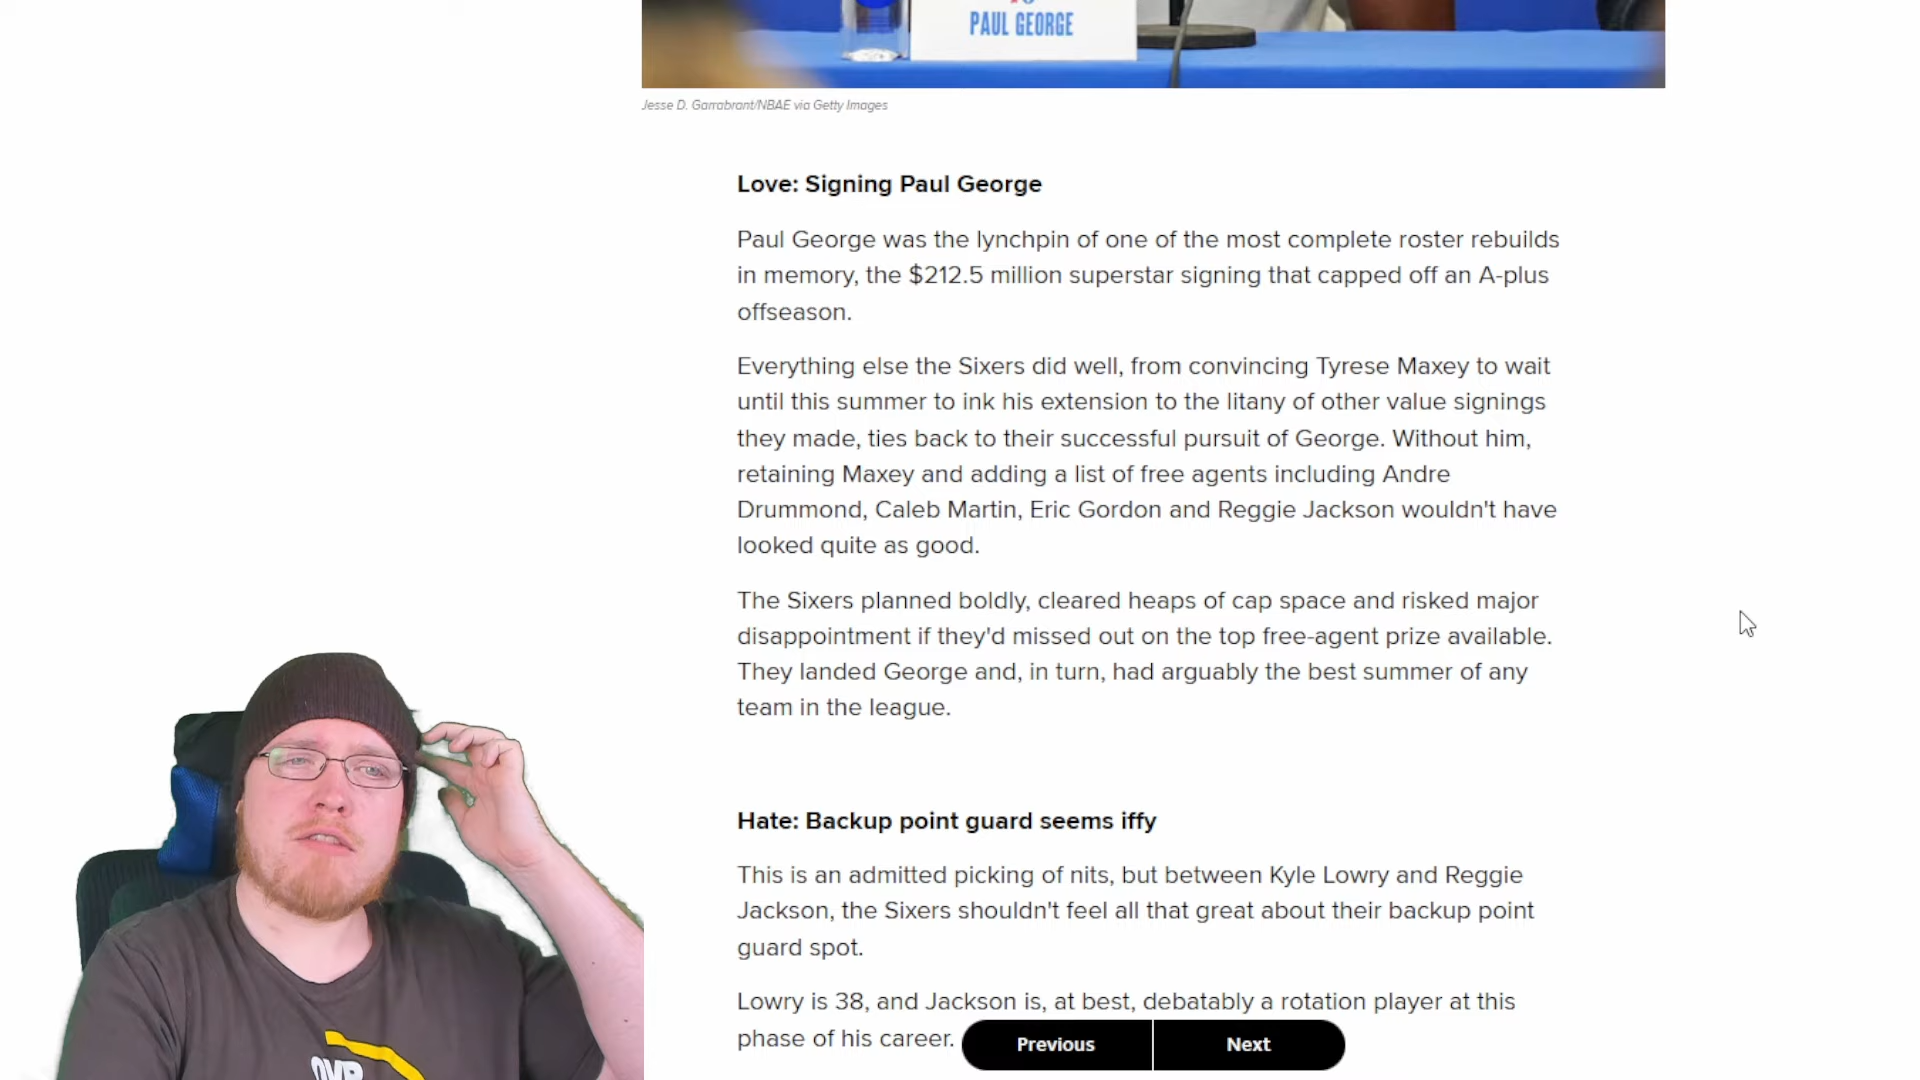 PAUL GEORGE
Jesse D. Garrabrant/NBAE via Getty Images
Love: Signing Paul George
Paul George was the lynchpin of one of the most complete roster rebuilds
in memory, the $212.5 million superstar signing that capped off an A-plus
offseason.
Everything else the Sixers did well, from convincing Tyrese Maxey to wait
until this summer to ink his extension to the litany of other value signings
they made, ties back to their successful pursuit of George. Without him,
retaining Maxey and adding a list of free agents including Andre
Drummond, Caleb Martin, Eric Gordon and Reggie Jackson wouldn't have
looked quite as good.
The Sixers planned boldly, cleared heaps of cap space and risked major
disappointment if they'd missed out on the top free-agent prize available.
They landed George and, in turn, had arguably the best summer of any
team in the league.
Hate: Backup point guard seems iffy
This is an admitted picking of nits, but between Kyle Lowry and Reggie
Jackson, the Sixers shouldn't feel all that great about their backup point
guard spot.
Lowry is 38, and Jackson is, at best, debatably a rotation player at this
phase of his career.
Previous
Next